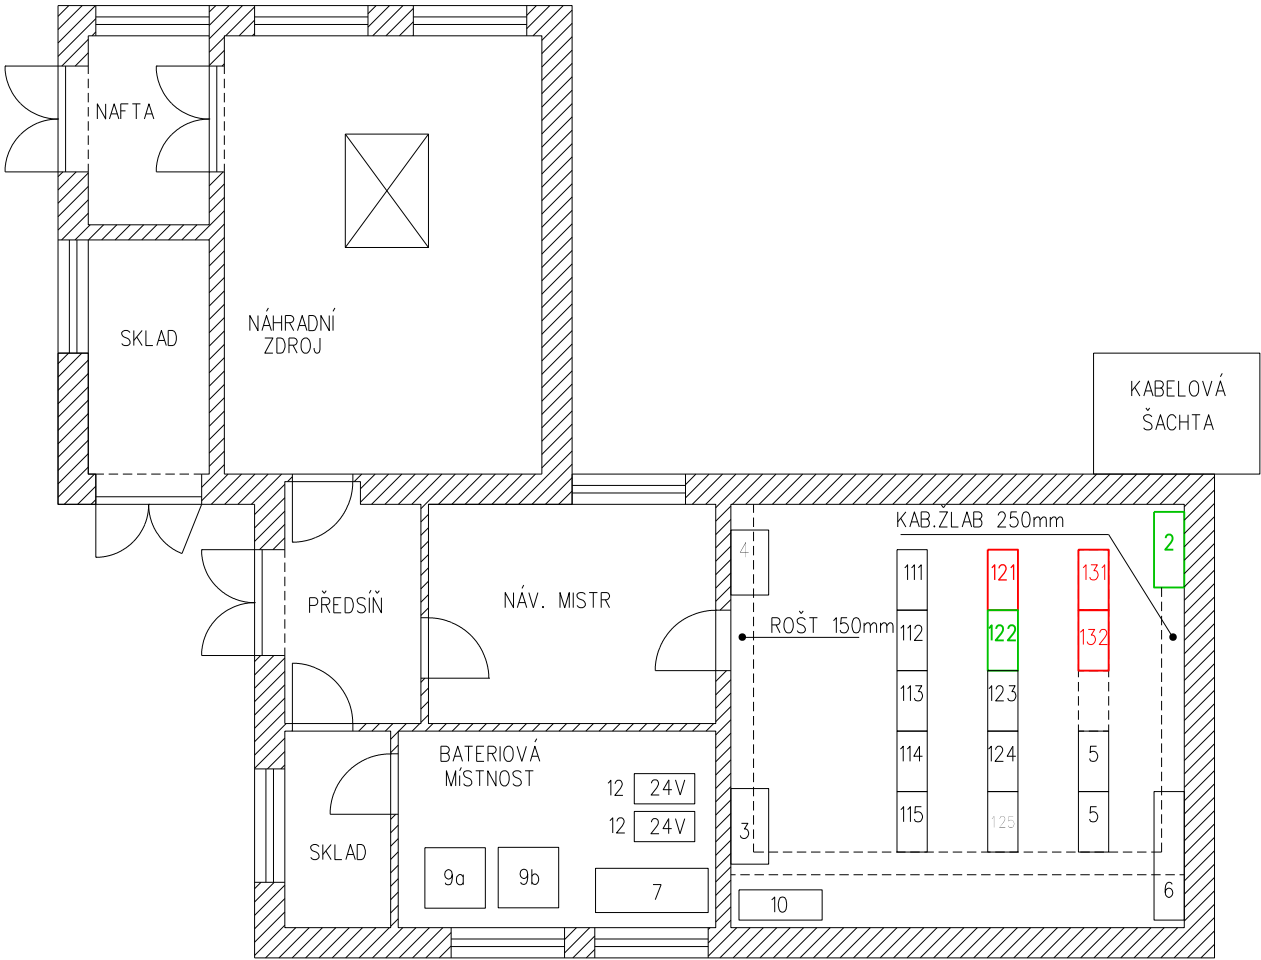 NAFTA
SKLAD
NÁHRADNÍ
ZDROJ
KABELOVÁ
ŠACHTA
KAB.ŽLAB 250mm
2
4
111
121
131
PŘEDSÍŇ
NÁV. MISTR
ROŠT 150mm
112
122
132
113
123
BATERIOVÁ
MÍSTNOST
114
124
5
12
24V
12
24V
3
115
125
5
SKLAD
9a
9b
7
10
6